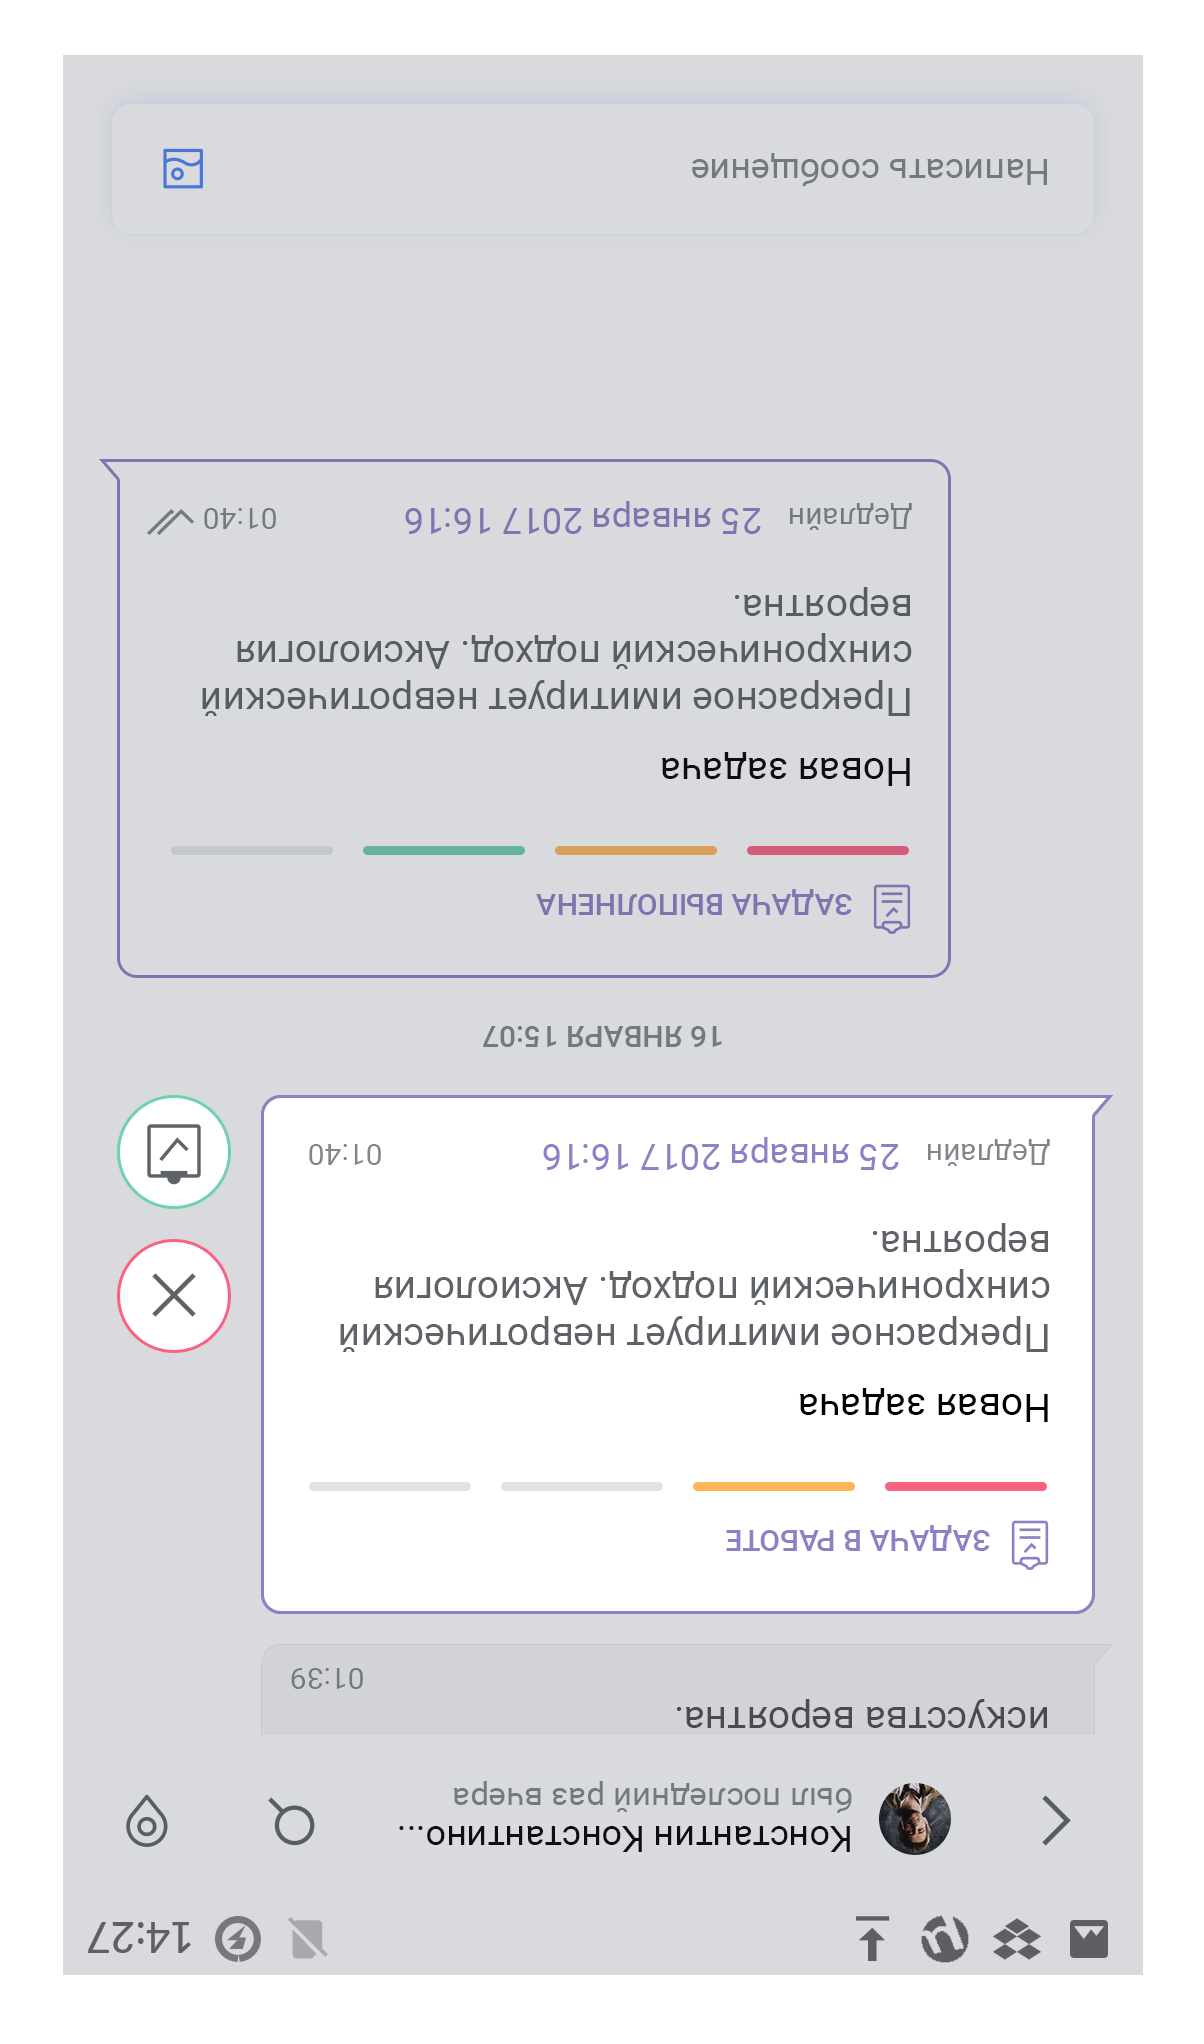 14:27
Константин Константино...
был последний раз вчера
искусства вероятна.
01:39
ЗАДАЧА В РАБОТЕ
Новая задача
Прекрасное имитирует невротический
синхронический подход. Аксиология
вероятна.
Дедлайн 25 января 2017 16:16 01:40
16 ЯНВАРЯ 15:07
ЗАДАЧА ВЫПОЛНЕНА
Новая задача
Прекрасное имитирует невротический
синхронический подход. Аксиология
вероятна.
Дедлайн 25 января 2017 16:16 01:40
Написать сообщение